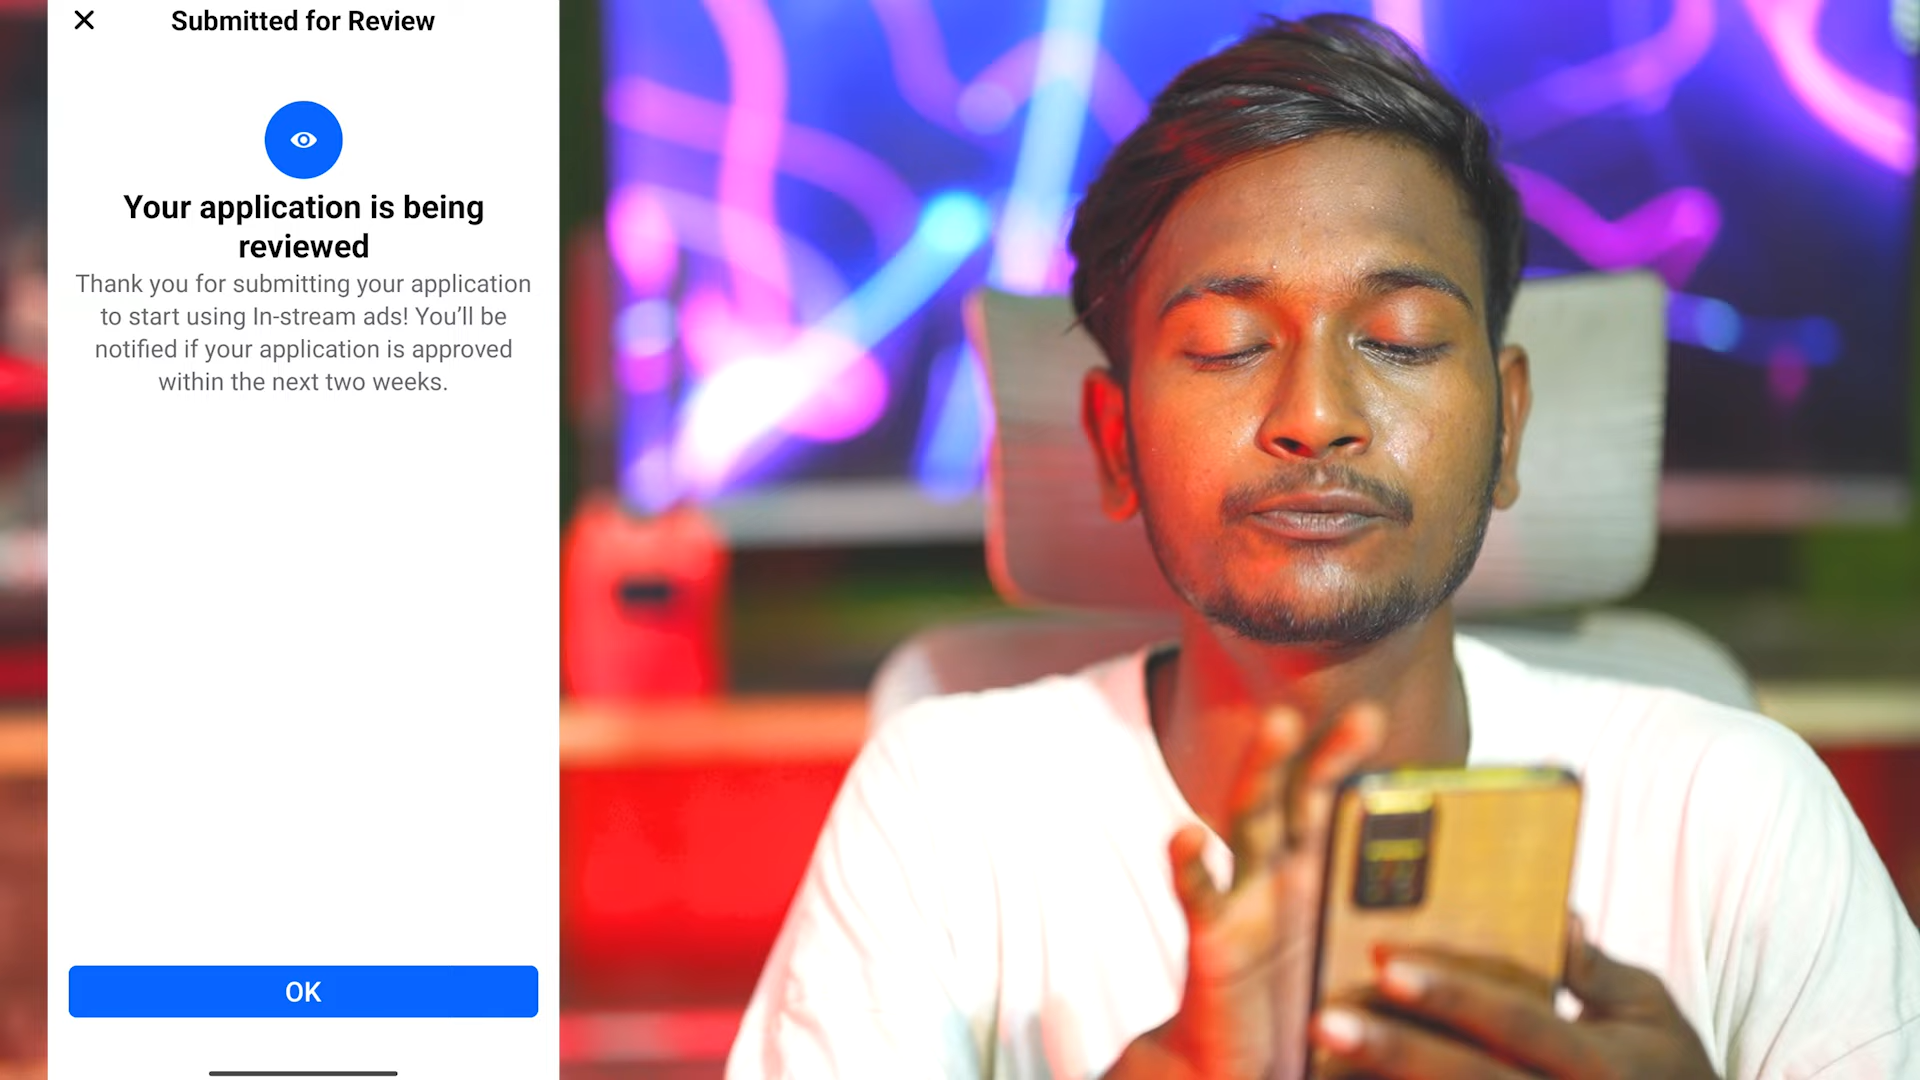 Submitted for Review
Your application is being
reviewed
Thank you for submitting your application
to start using In-stream ads! You’ll be
notified if your application is approved
within the next two weeks.
OK